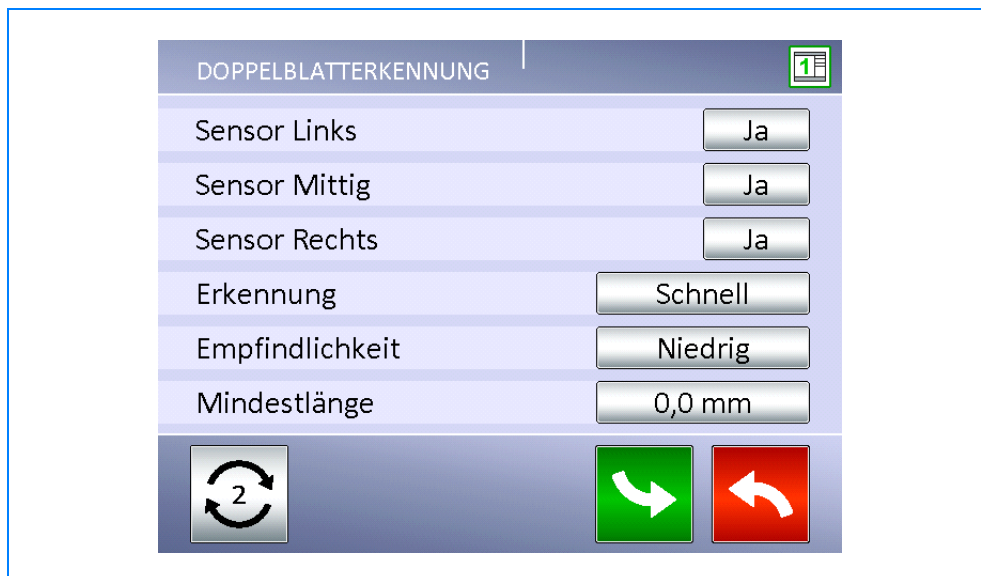 DOPPELBLATTERKENNUNG 1
Sensor Links Ja
Sensor Mittig Ja
Sensor Rechts Ja
Erkennung Schnell
Empfindlichkeit Niedrig
Mindestlänge 0,0 mm
2